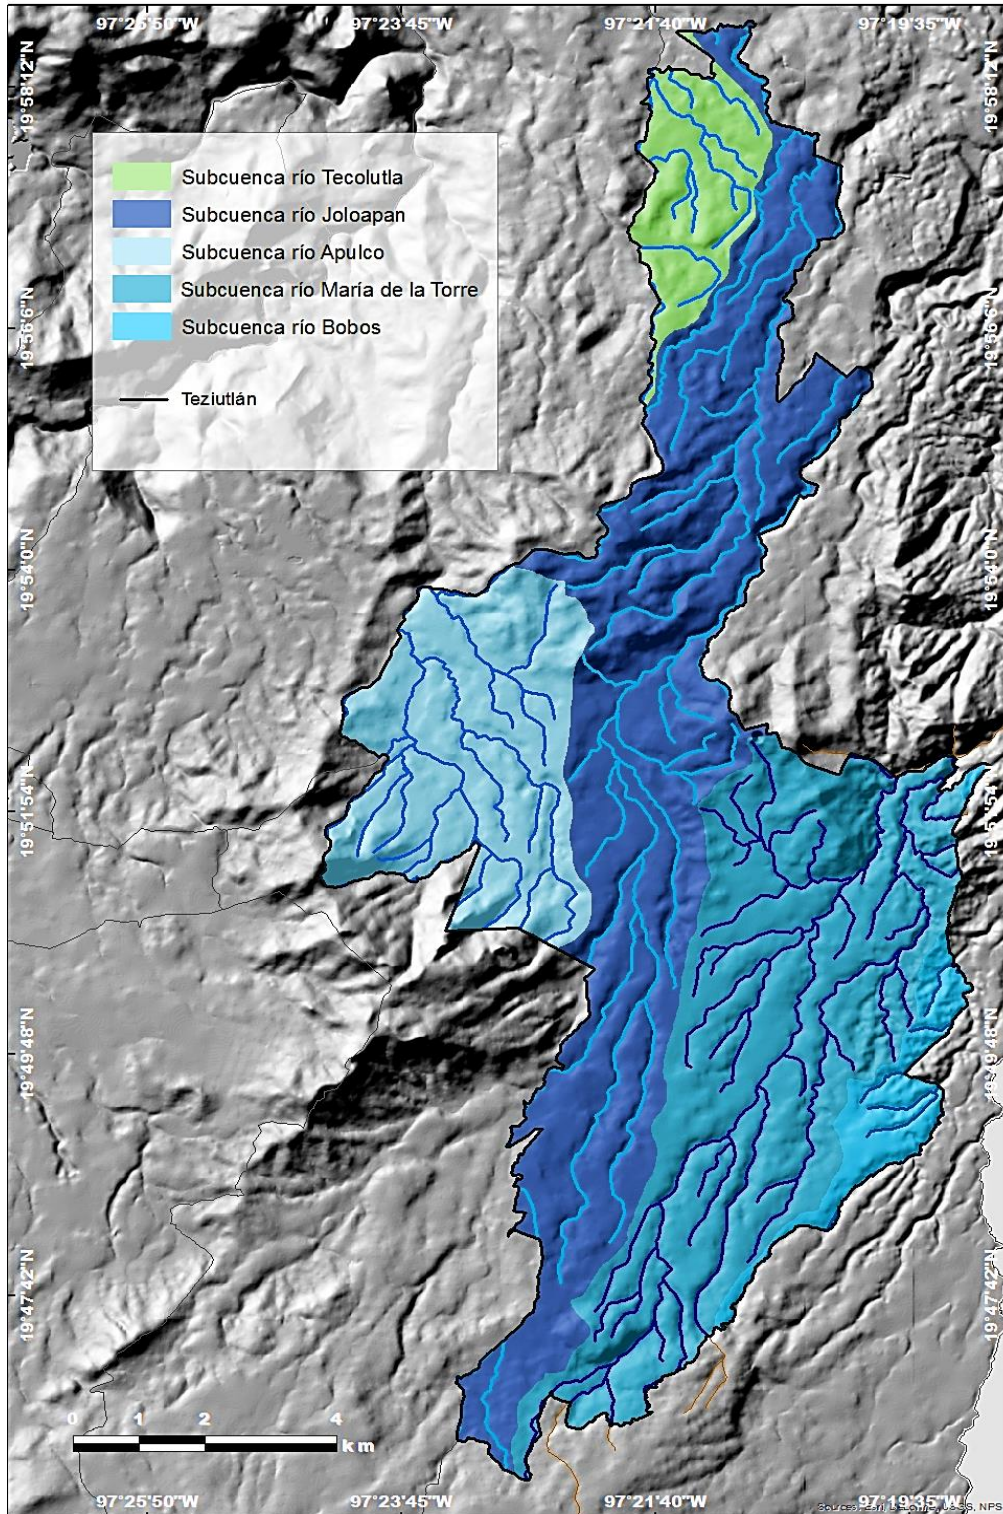 97°25'50"W 97°23'45"W 97°21'40"W 97°19'35"W
19°58'12"N
19°58'12"N
Subcuenca río Tecolutla
Subcuenca río Joloapan
Subcuenca río Apulco
Subcuenca río María de la Torre
Subcuenca río Bobos
Teziutlán
19°56'6"N
19°56'6"N
19°54'0"N
19°54'0"N
19°51'54"N
19°51'54"N
19°49'48"N
19°49'48"N
19°47'42"N
19°47'42"N
0 1 2 4
km
97°25'50"W 97°23'45"W 97°21'40"W 97°19'35"W
Sources: Esri, USGS, NPS